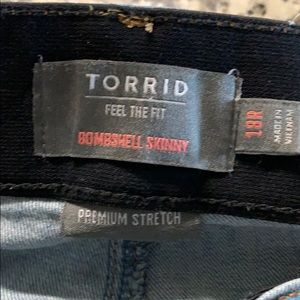 TORRID
FEEL THE FIT
BOMBSHELL SKINNY
18R
MADE IN
VIETNAM
PREMIUM STRETCH